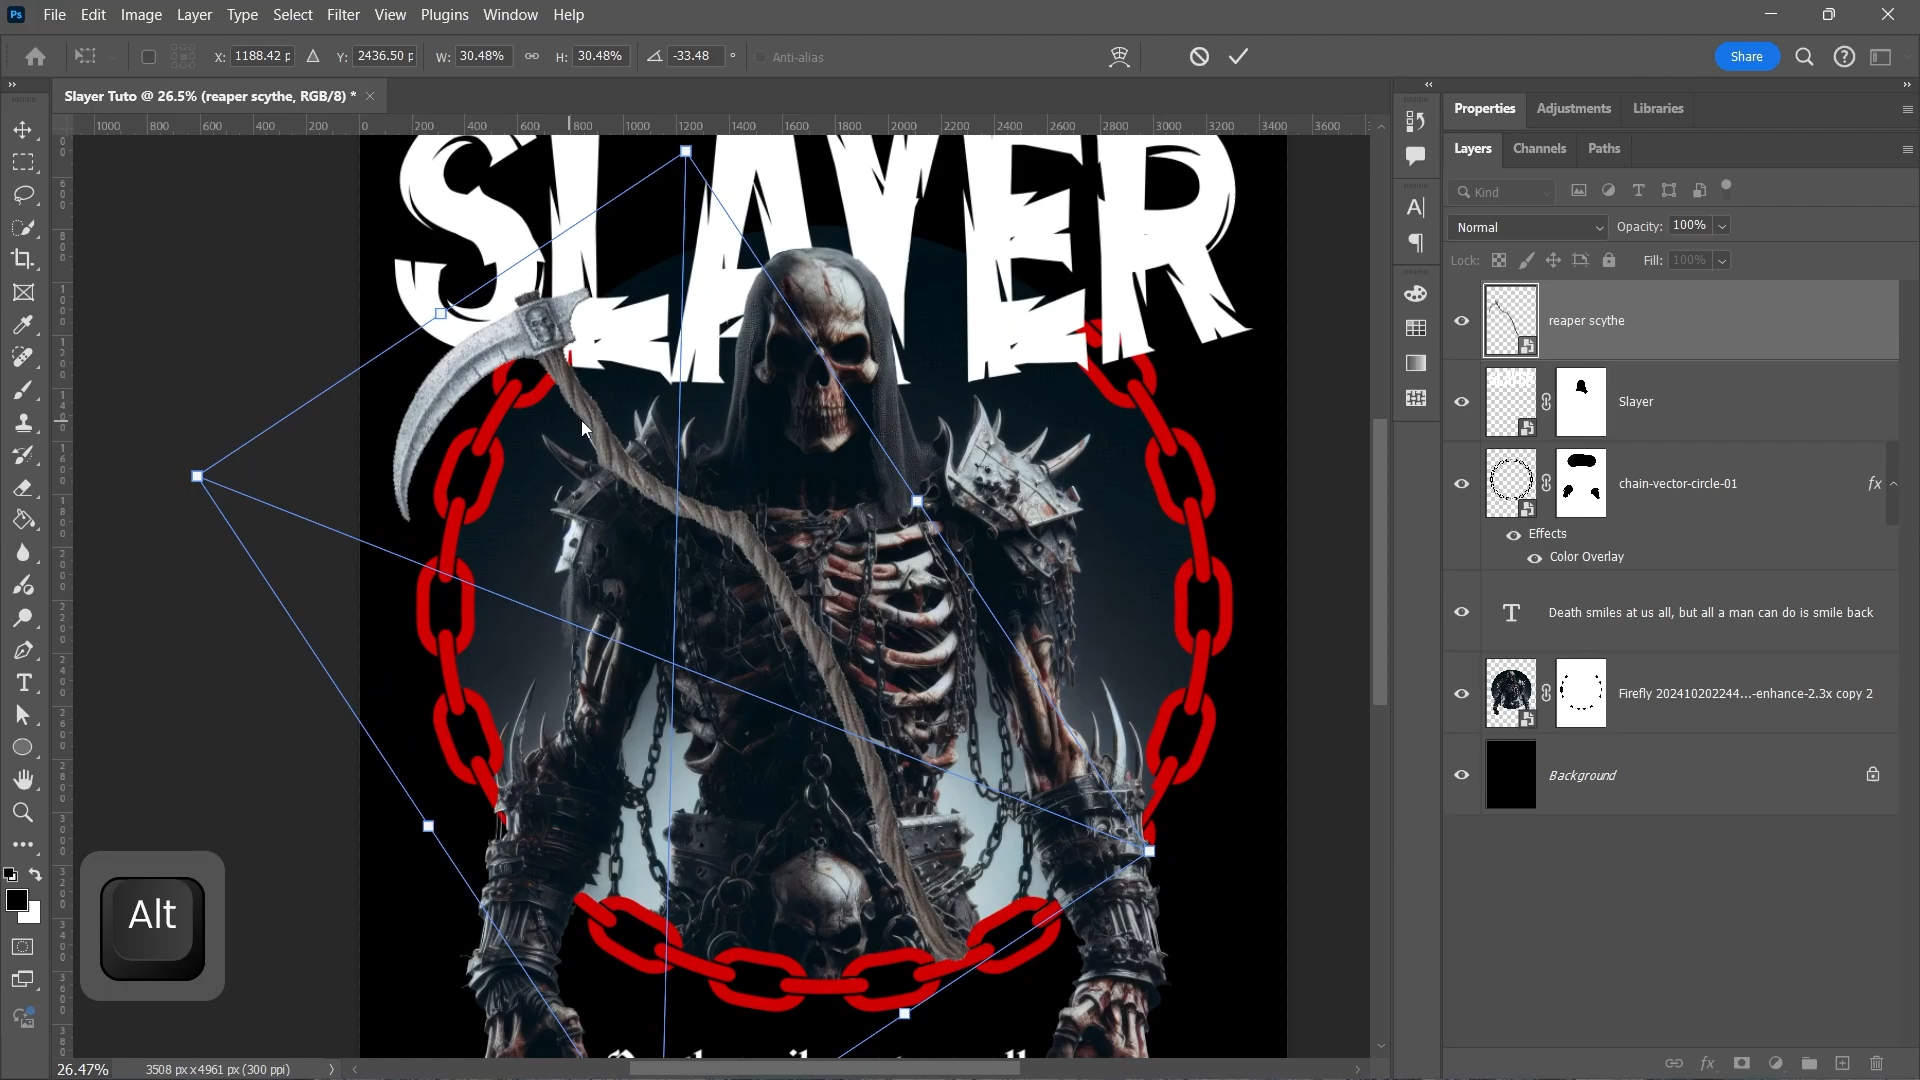 Ps File Edit Image Layer Type Select Filter View Plugins Window Help
X: 1188.42 p Y: 2436.50 p W: 30.48% H: 30.48% -33.48 ° Anti-alias Share
Slayer Tuto @ 26.5% (reaper scythe, RGB/8) *
1000 800 600 400 200 0 200 400 600 800 1000 1200 1400 1600 1800 2000 2200 2400 2600 2800 3000 3200 3400 3600
SLAYER
Alt
26.47% 3508 px x 4961 px (300 ppi)
Properties Adjustments Libraries
Layers Channels Paths
Kind
Normal Opacity: 100%
Lock: Fill: 100%
reaper scythe
Slayer
chain-vector-circle-01 fx
Effects
Color Overlay
Death smiles at us all, but all a man can do is smile back
Firefly 202410202244...-enhance-2.3x copy 2
Background
fx